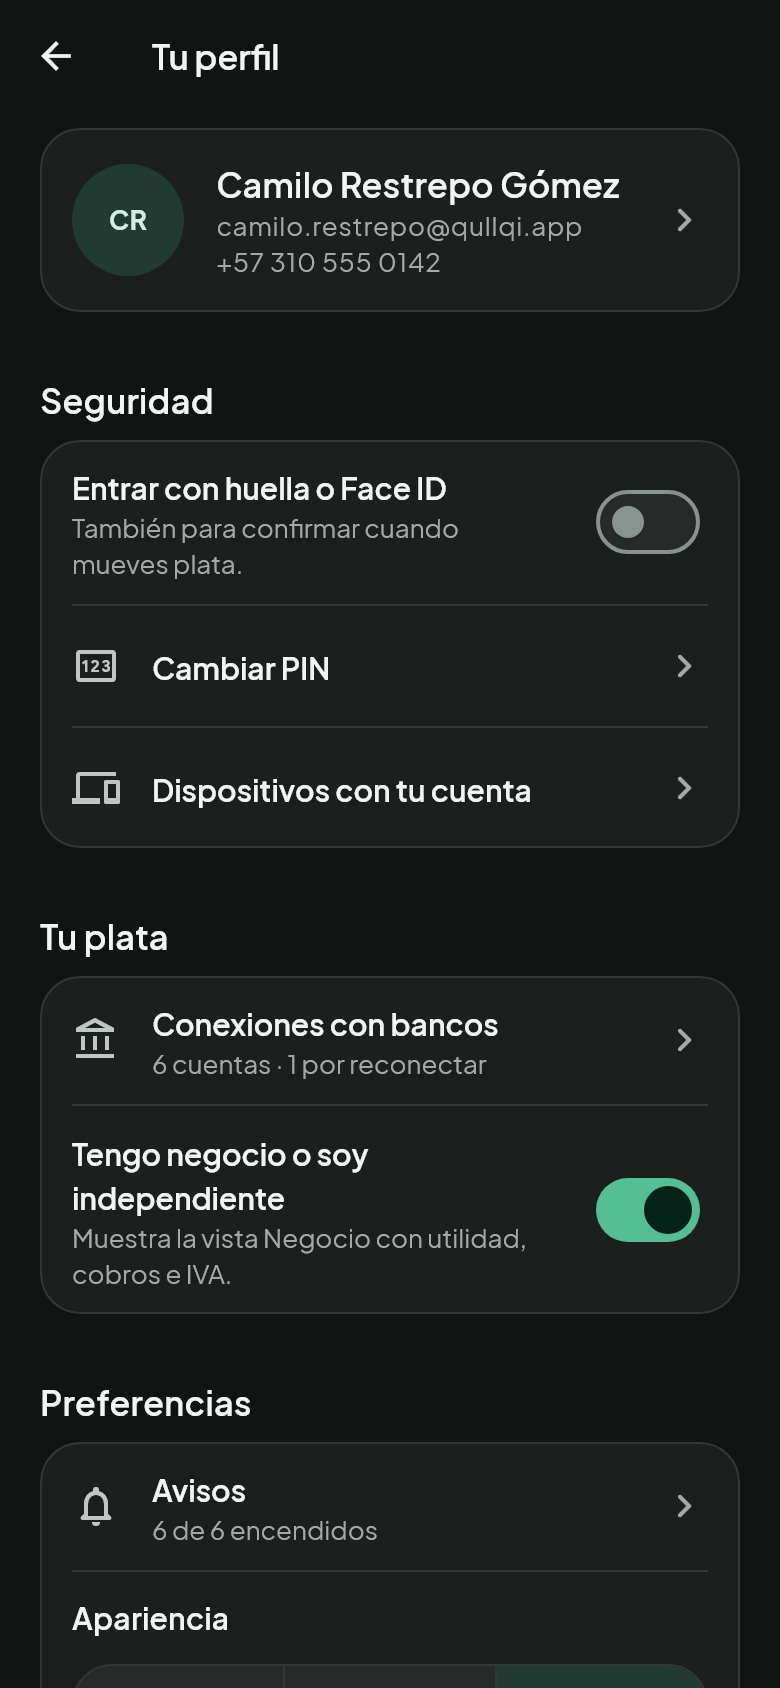 Tu perfil
CR
Camilo Restrepo Gómez
camilo.restrepo@qullqi.app
+57 310 555 0142
Seguridad
Entrar con huella o Face ID
También para confirmar cuando
mueves plata.
123
Cambiar PIN
Dispositivos con tu cuenta
Tu plata
Conexiones con bancos
6 cuentas · 1 por reconectar
Tengo negocio o soy
independiente
Muestra la vista Negocio con utilidad,
cobros e IVA.
Preferencias
Avisos
6 de 6 encendidos
Apariencia